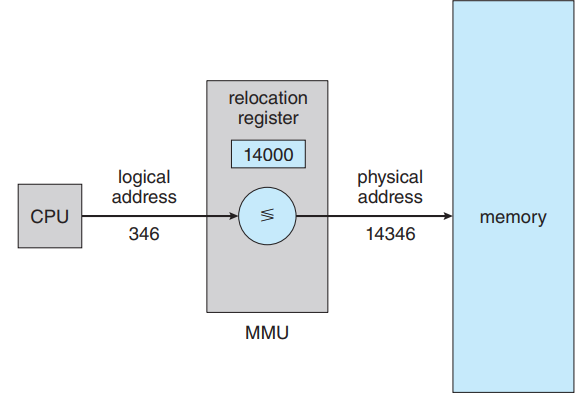 relocation
register
14000
logical
address
346
CPU
≶
physical
address
14346
memory
MMU